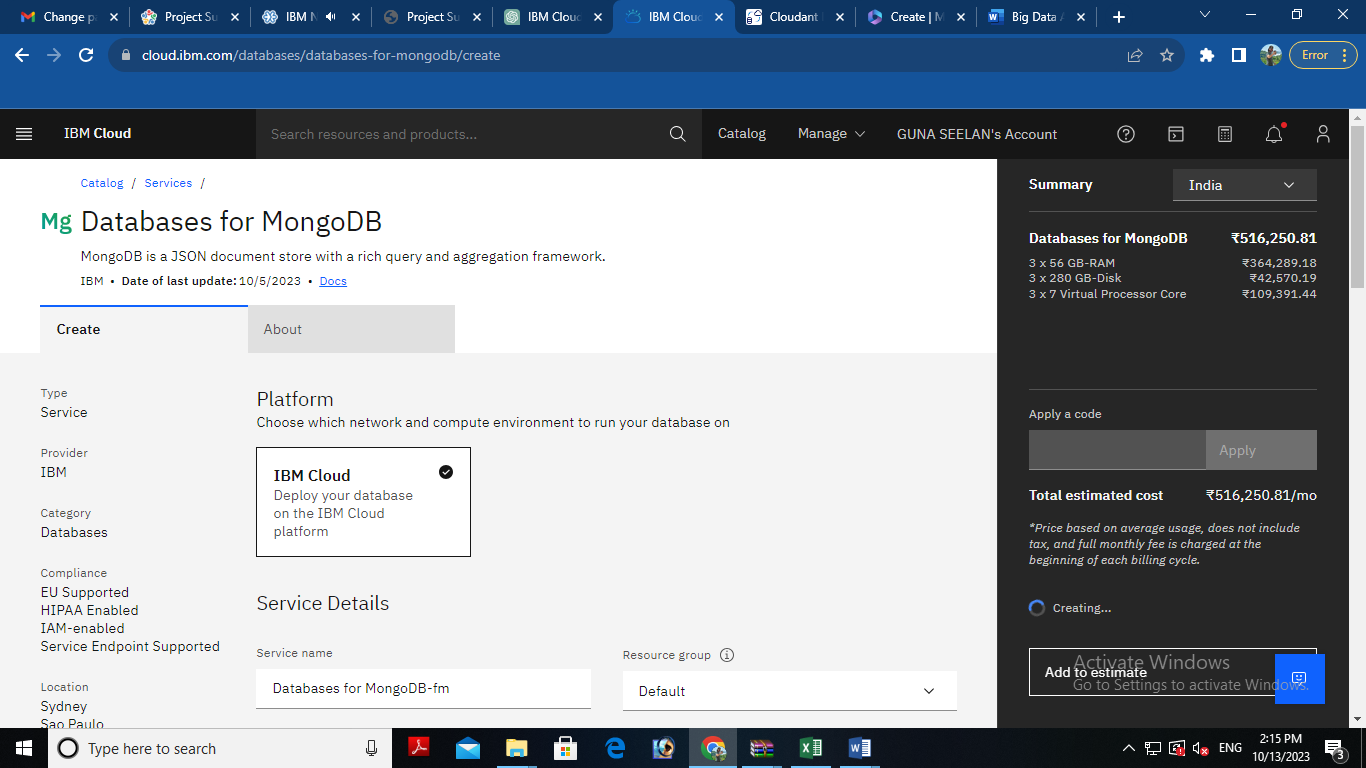 Change p
Project Su
IBM N
Project Su
IBM Clou
IBM Clou
Cloudant
Create | M
Big Data
cloud.ibm.com/databases/databases-for-mongodb/create
Error
IBM Cloud
Search resources and products...
Catalog
Manage
GUNA SEELAN's Account
Catalog / Services /
Mg Databases for MongoDB
MongoDB is a JSON document store with a rich query and aggregation framework.
IBM • Date of last update: 10/5/2023 • Docs
Create
About
Type
Service
Provider
IBM
Category
Databases
Compliance
EU Supported
HIPAA Enabled
IAM-enabled
Service Endpoint Supported
Location
Sydney
Sao Paulo
Platform
Choose which network and compute environment to run your database on
IBM Cloud
Deploy your database
on the IBM Cloud
platform
Service Details
Service name
Databases for MongoDB-fm
Resource group
Default
Summary
India
Databases for MongoDB ₹516,250.81
3 x 56 GB-RAM ₹364,289.18
3 x 280 GB-Disk ₹42,570.19
3 x 7 Virtual Processor Core ₹109,391.44
Apply a code
Apply
Total estimated cost ₹516,250.81/mo
*Price based on average usage, does not include
tax, and full monthly fee is charged at the
beginning of each billing cycle.
Creating...
Add to estimate
Activate Windows
Go to Settings to activate Windows.
Type here to search
ENG
2:15 PM
10/13/2023
3